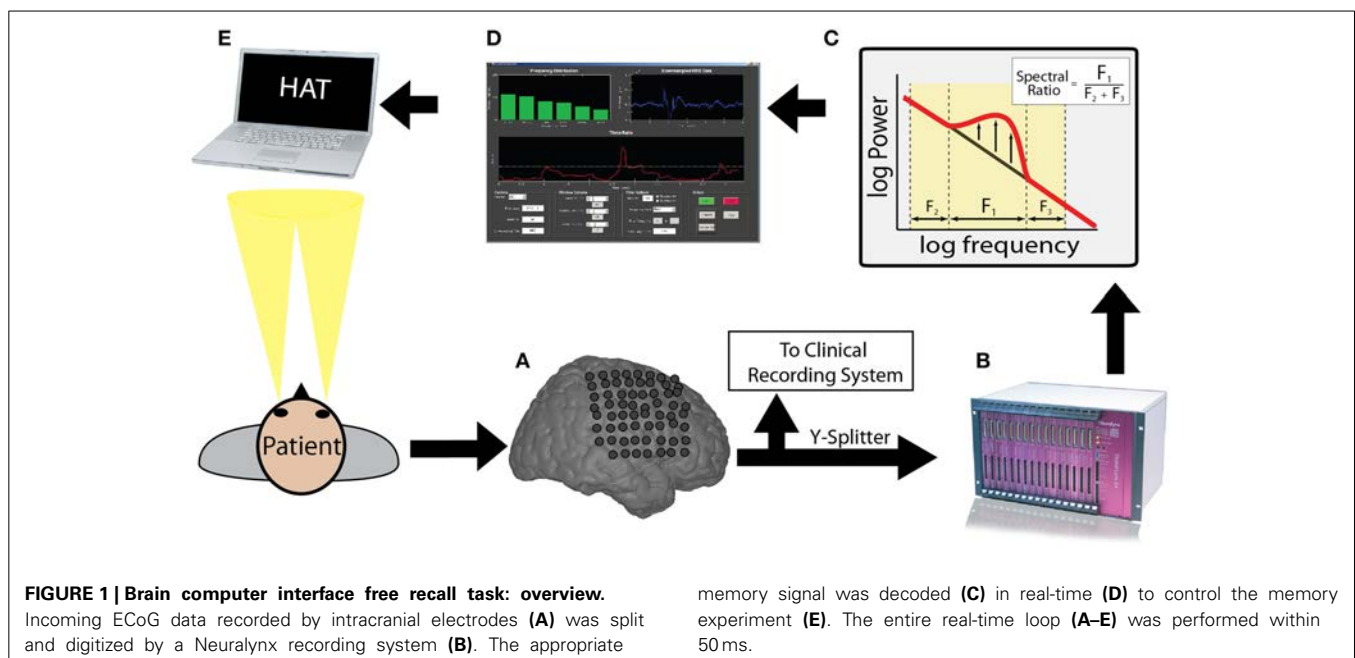 E
D
C
HAT
Spectral Ratio = F₁ / F₂ + F₃
log Power
F₂
F₁
F₃
log frequency
A
To Clinical
Recording System
B
Y-Splitter
Patient
FIGURE 1 | Brain computer interface free recall task: overview.
Incoming ECoG data recorded by intracranial electrodes (A) was split
and digitized by a Neuralynx recording system (B). The appropriate
memory signal was decoded (C) in real-time (D) to control the memory
experiment (E). The entire real-time loop (A–E) was performed within
50 ms.